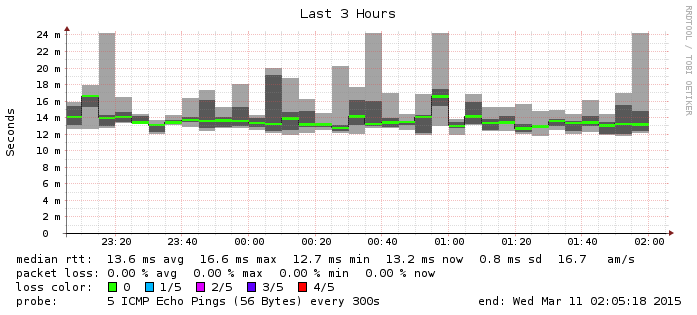 Last 3 Hours
RRDTOOL / TOBI OETIKER
Seconds
24 m
22 m
20 m
18 m
16 m
14 m
12 m
10 m
8 m
6 m
4 m
2 m
0
23:20 23:40 00:00 00:20 00:40 01:00 01:20 01:40 02:00
median rtt: 13.6 ms avg 16.6 ms max 12.7 ms min 13.2 ms now 0.8 ms sd 16.7 am/s
packet loss: 0.00 % avg 0.00 % max 0.00 % min 0.00 % now
loss color: 0 1/5 2/5 3/5 4/5
probe: 5 ICMP Echo Pings (56 Bytes) every 300s end: Wed Mar 11 02:05:18 2015